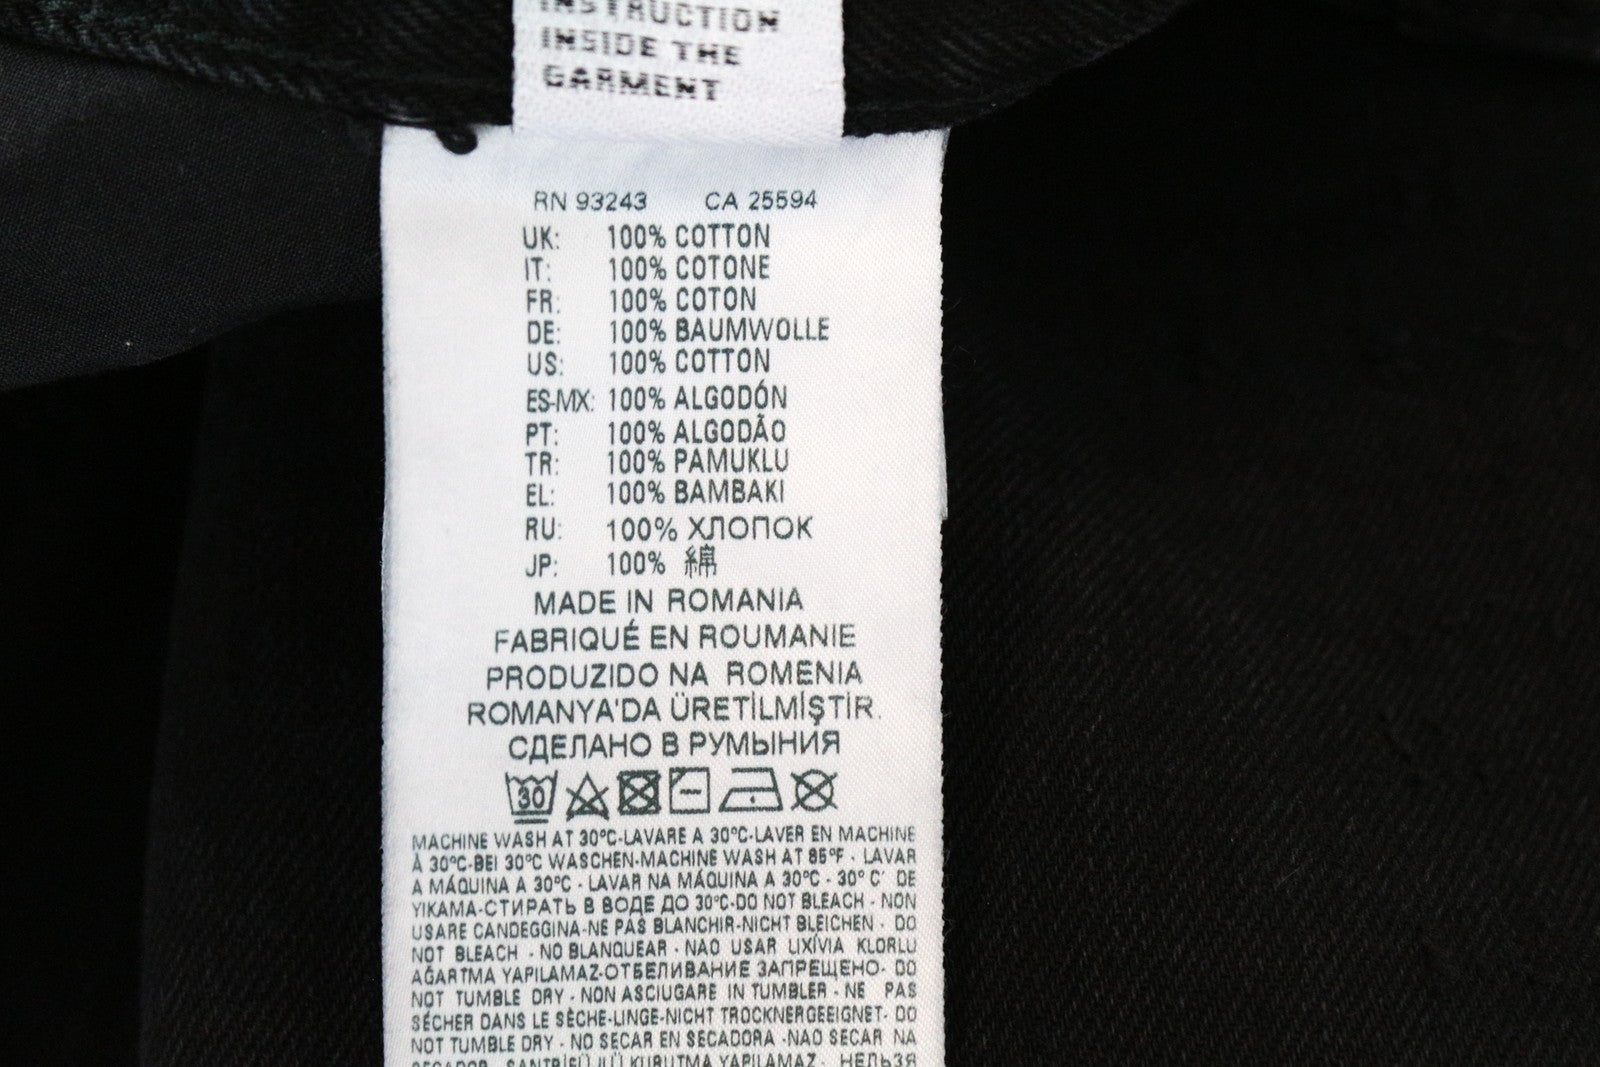 INSTRUCTION
INSIDE THE
GARMENT
RN 93243 CA 25594
UK: 100% COTTON
IT: 100% COTONE
FR: 100% COTON
DE: 100% BAUMWOLLE
US: 100% COTTON
ES-MX: 100% ALGODÓN
PT: 100% ALGODÃO
TR: 100% PAMUKLU
EL: 100% BAMBAKI
RU: 100% ХЛОПОК
JP: 100% 綿
MADE IN ROMANIA
FABRIQUÉ EN ROUMANIE
PRODUZIDO NA ROMENIA
ROMANYA'DA ÜRETİLMİŞTİR.
СДЕЛАНО В РУМЫНИЯ
30
MACHINE WASH AT 30°C-LAVARE A 30°C-LAVER EN MACHINE
À 30°C-BEI 30°C WASCHEN-MACHINE WASH AT 85°F - LAVAR
A MÁQUINA A 30°C - LAVAR NA MÁQUINA A 30°C - 30° C' DE
YIKAMA-СТИРАТЬ В ВОДЕ ДО 30°C-DO NOT BLEACH - NON
USARE CANDEGGINA-NE PAS BLANCHIR-NICHT BLEICHEN - DO
NOT BLEACH - NO BLANQUEAR - NAO USAR LIXÍVIA KLORLU
AĞARTMA YAPILAMAZ-ОТБЕЛИВАНИЕ ЗАПРЕЩЕНО- DO
NOT TUMBLE DRY - NON ASCIUGARE IN TUMBLER - NE PAS
SÉCHER DANS LE SÈCHE-LINGE-NICHT TROCKNERGEEIGNET- DO
NOT TUMBLE DRY - NO SECAR EN SECADORA -NAO SECAR NA
SECADOR - KURUTMA YAPILAMAZ - НЕЛЬЗЯ